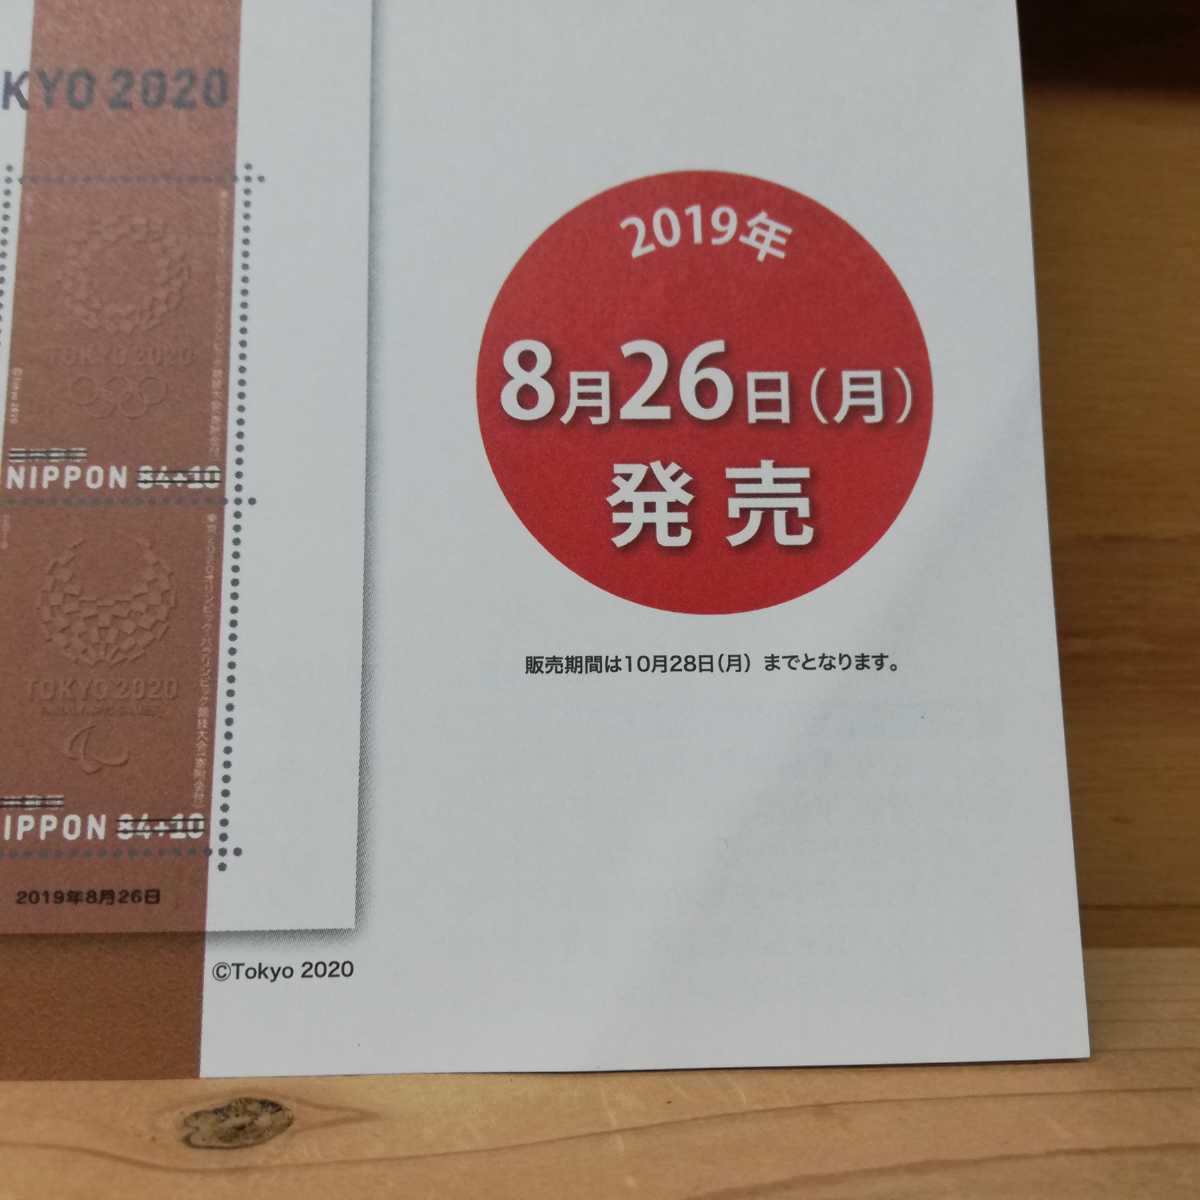 KYO 2020
TOKYO 2020
NIPPON 84+10
TOKYO 2020
PARALYMPIC GAMES
IPPON 84+10
2019年8月26日
©Tokyo 2020
2019年
8月26日(月)
発売
販売期間は10月28日(月) までとなります。